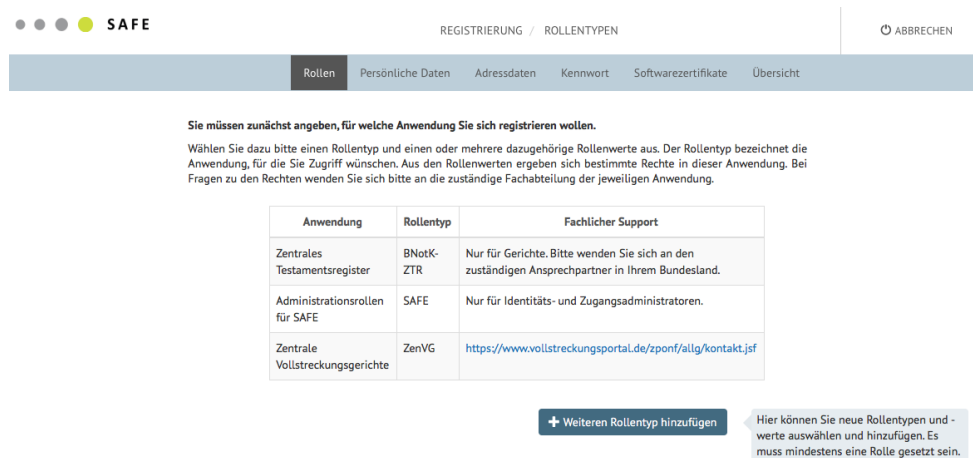 SAFE
REGISTRIERUNG / ROLLENTYPEN
ABBRECHEN
Rollen Persönliche Daten Adressdaten Kennwort Softwarezertifikate Übersicht
Sie müssen zunächst angeben, für welche Anwendung Sie sich registrieren wollen.
Wählen Sie dazu bitte einen Rollentyp und einen oder mehrere dazugehörige Rollenwerte aus. Der Rollentyp bezeichnet die
Anwendung, für die Sie Zugriff wünschen. Aus den Rollenwerten ergeben sich bestimmte Rechte in dieser Anwendung. Bei
Fragen zu den Rechten wenden Sie sich bitte an die zuständige Fachabteilung der jeweiligen Anwendung.
Anwendung Rollentyp Fachlicher Support
Zentrales BNotK- Nur für Gerichte. Bitte wenden Sie sich an den
Testamentsregister ZTR zuständigen Ansprechpartner in Ihrem Bundesland.
Administrationsrollen SAFE Nur für Identitäts- und Zugangsadministratoren.
für SAFE
Zentrale ZenVG https://www.vollstreckungsportal.de/zponf/allg/kontakt.jsf
Vollstreckungsgerichte
+ Weiteren Rollentyp hinzufügen
Hier können Sie neue Rollentypen und -
werte auswählen und hinzufügen. Es
muss mindestens eine Rolle gesetzt sein.